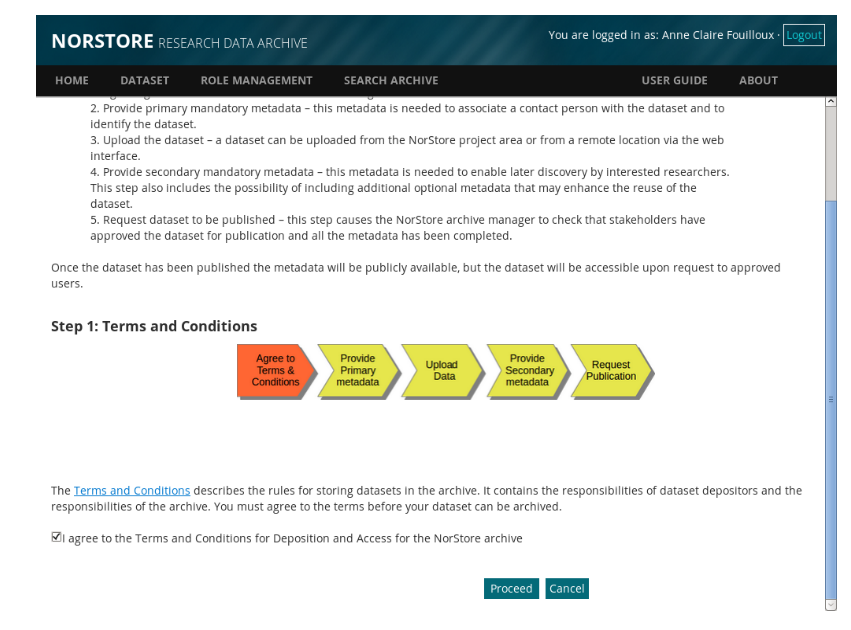 NORSTORE RESEARCH DATA ARCHIVE
You are logged in as: Anne Claire Fouilloux · Logout
HOME DATASET ROLE MANAGEMENT SEARCH ARCHIVE USER GUIDE ABOUT
2. Provide primary mandatory metadata – this metadata is needed to associate a contact person with the dataset and to
identify the dataset.
3. Upload the dataset – a dataset can be uploaded from the NorStore project area or from a remote location via the web
interface.
4. Provide secondary mandatory metadata – this metadata is needed to enable later discovery by interested researchers.
This step also includes the possibility of including additional optional metadata that may enhance the reuse of the
dataset.
5. Request dataset to be published – this step causes the NorStore archive manager to check that stakeholders have
approved the dataset for publication and all the metadata has been completed.
Once the dataset has been published the metadata will be publicly available, but the dataset will be accessible upon request to approved
users.
Step 1: Terms and Conditions
Agree to
Terms &
Conditions
Provide
Primary
metadata
Upload
Data
Provide
Secondary
metadata
Request
Publication
The Terms and Conditions describes the rules for storing datasets in the archive. It contains the responsibilities of dataset depositors and the
responsibilities of the archive. You must agree to the terms before your dataset can be archived.
I agree to the Terms and Conditions for Deposition and Access for the NorStore archive
Proceed Cancel